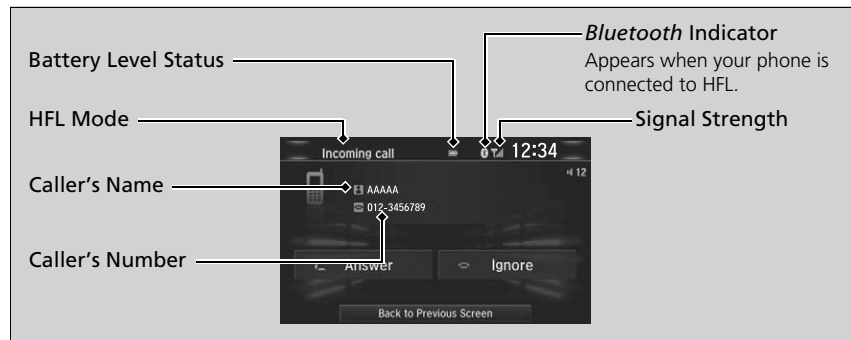 Bluetooth Indicator
Appears when your phone is
connected to HFL.
Battery Level Status
HFL Mode
Signal Strength
Incoming call
12:34
12
Caller's Name
AAAAA
012-3456789
Caller's Number
Answer
Ignore
Back to Previous Screen